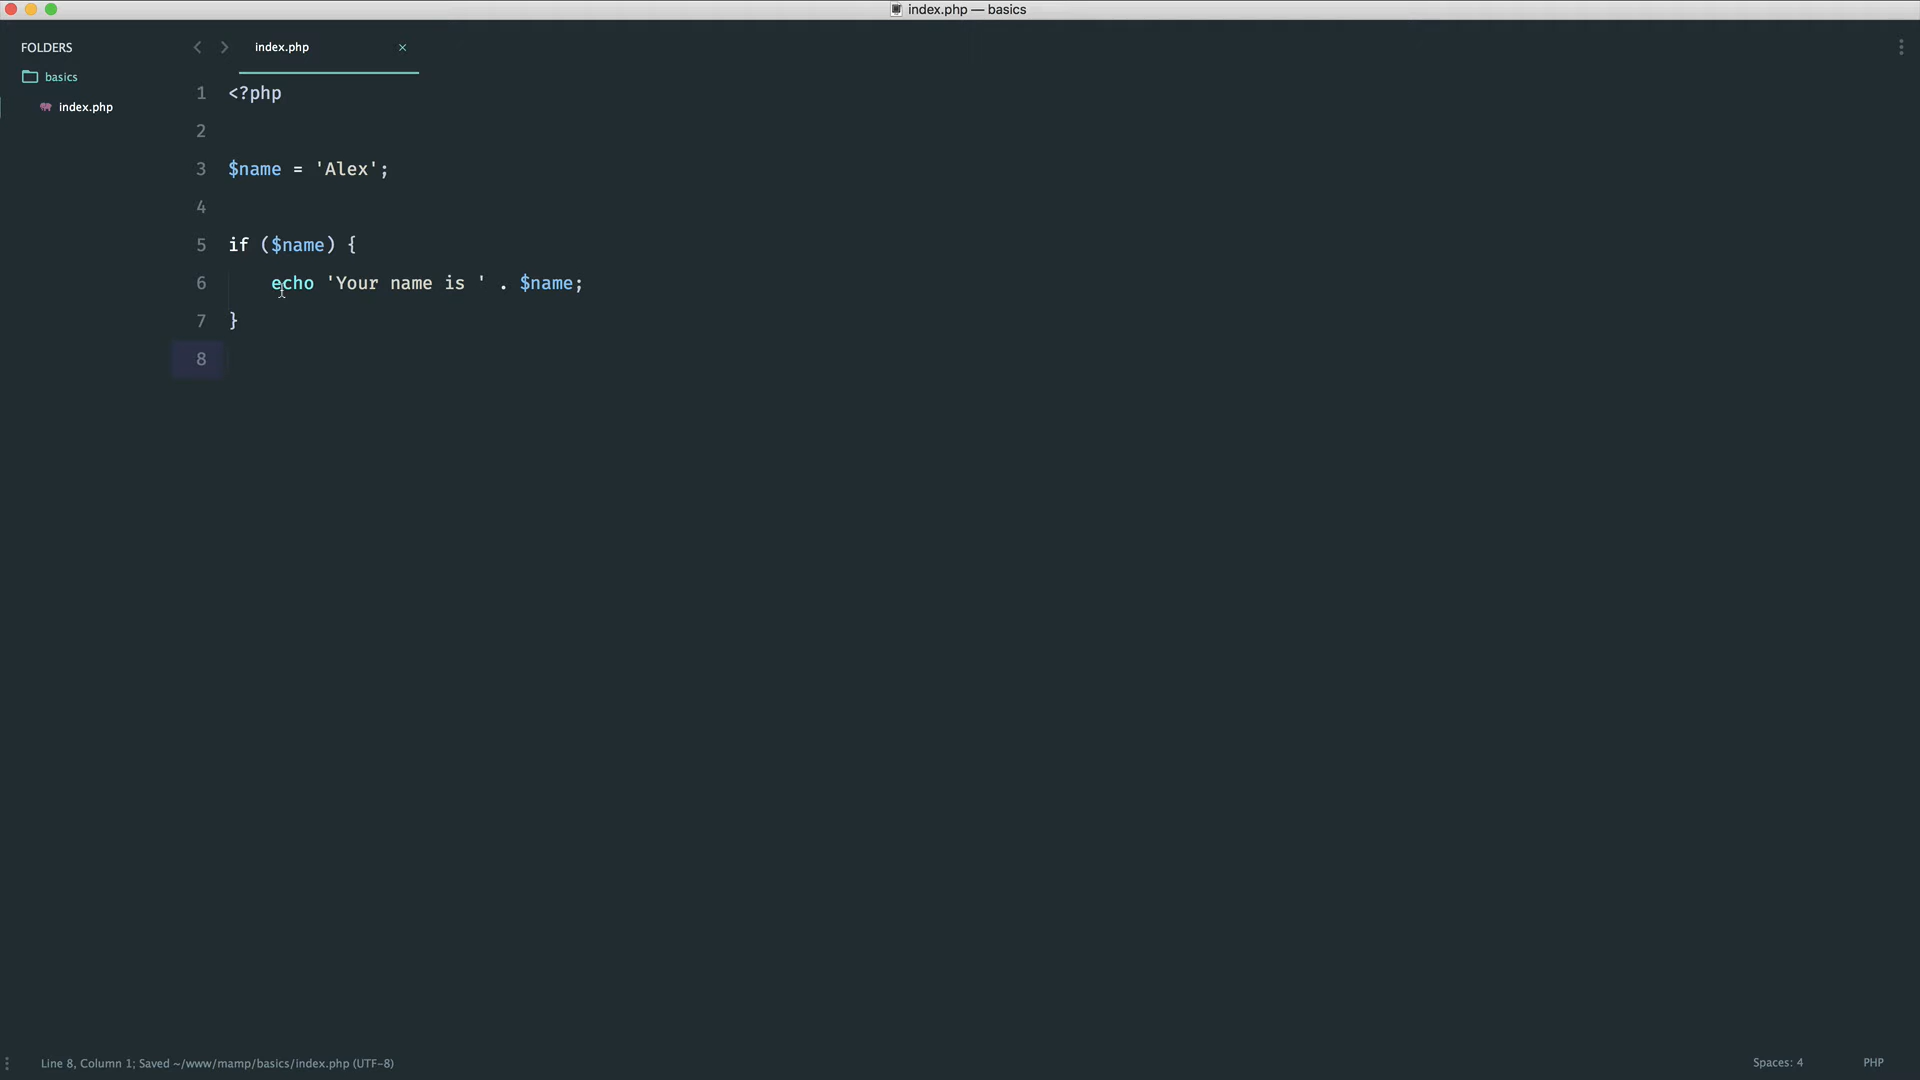 index.php — basics
FOLDERS
basics
index.php
index.php ×
1 <?php
2
3 $name = 'Alex';
4
5 if ($name) {
6     echo 'Your name is ' . $name;
7 }
8
Line 8, Column 1; Saved ~/www/mamp/basics/index.php (UTF-8)
Spaces: 4
PHP